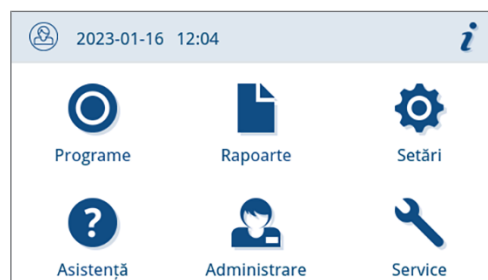 2023-01-16 12:04
Programe Rapoarte Setări
Asistență Administrare Service